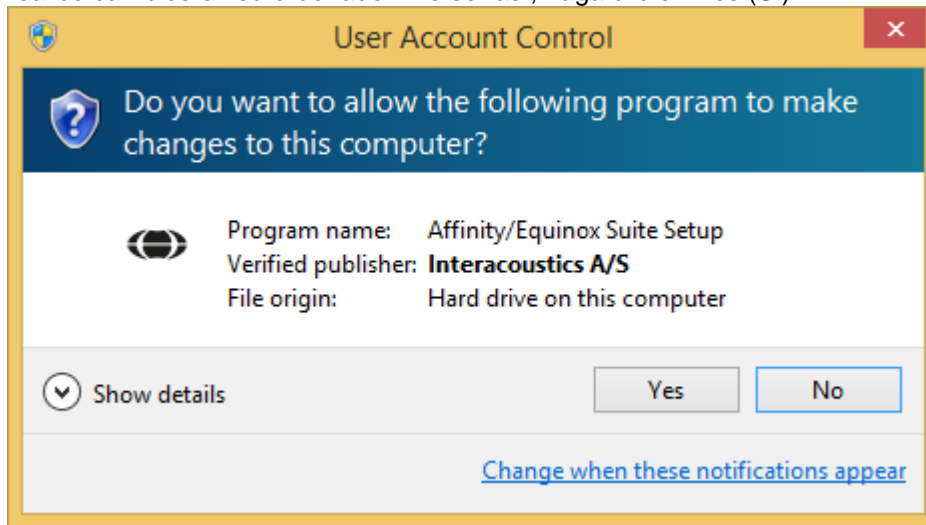 User Account Control
Do you want to allow the following program to make
changes to this computer?
Program name: Affinity/Equinox Suite Setup
Verified publisher: Interacoustics A/S
File origin: Hard drive on this computer
Show details
Yes
No
Change when these notifications appear